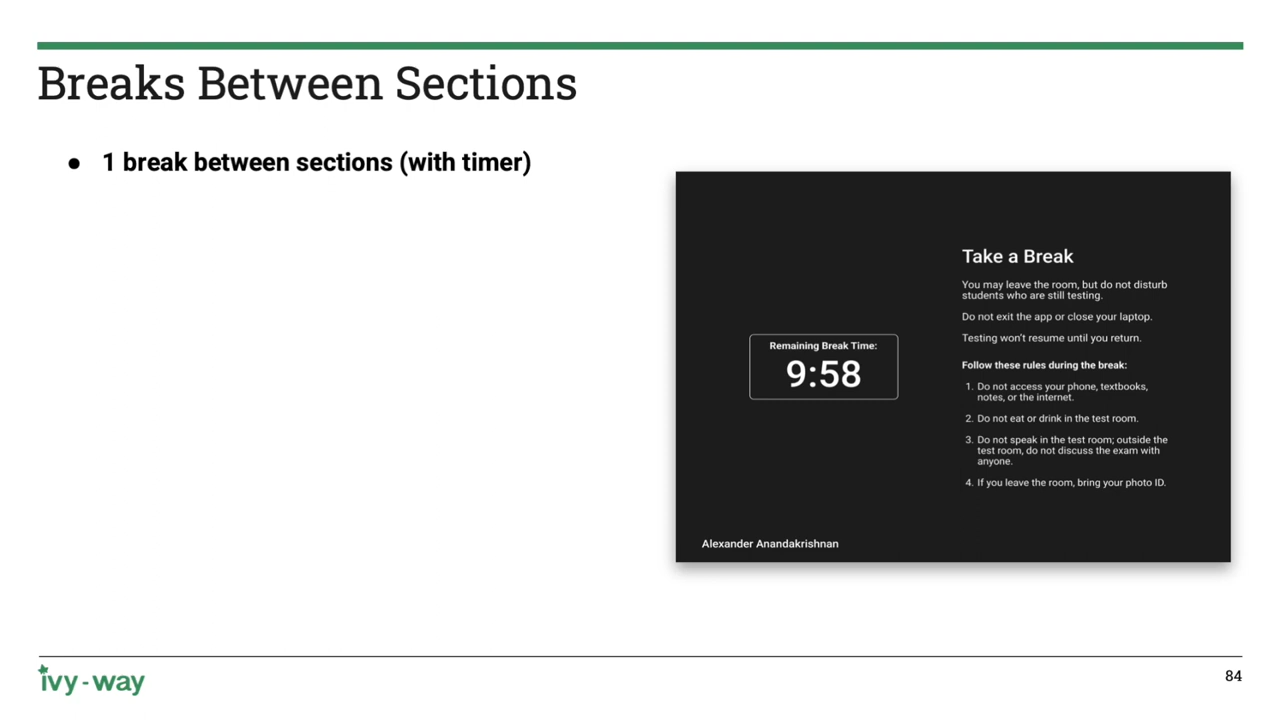 Breaks Between Sections
● 1 break between sections (with timer)
Remaining Break Time:
9:58
Take a Break
You may leave the room, but do not disturb
students who are still testing.
Do not exit the app or close your laptop.
Testing won't resume until you return.
Follow these rules during the break:
1. Do not access your phone, textbooks,
notes, or the internet.
2. Do not eat or drink in the test room.
3. Do not speak in the test room; outside the
test room, do not discuss the exam with
anyone.
4. If you leave the room, bring your photo ID.
Alexander Anandakrishnan
ivy-way
84